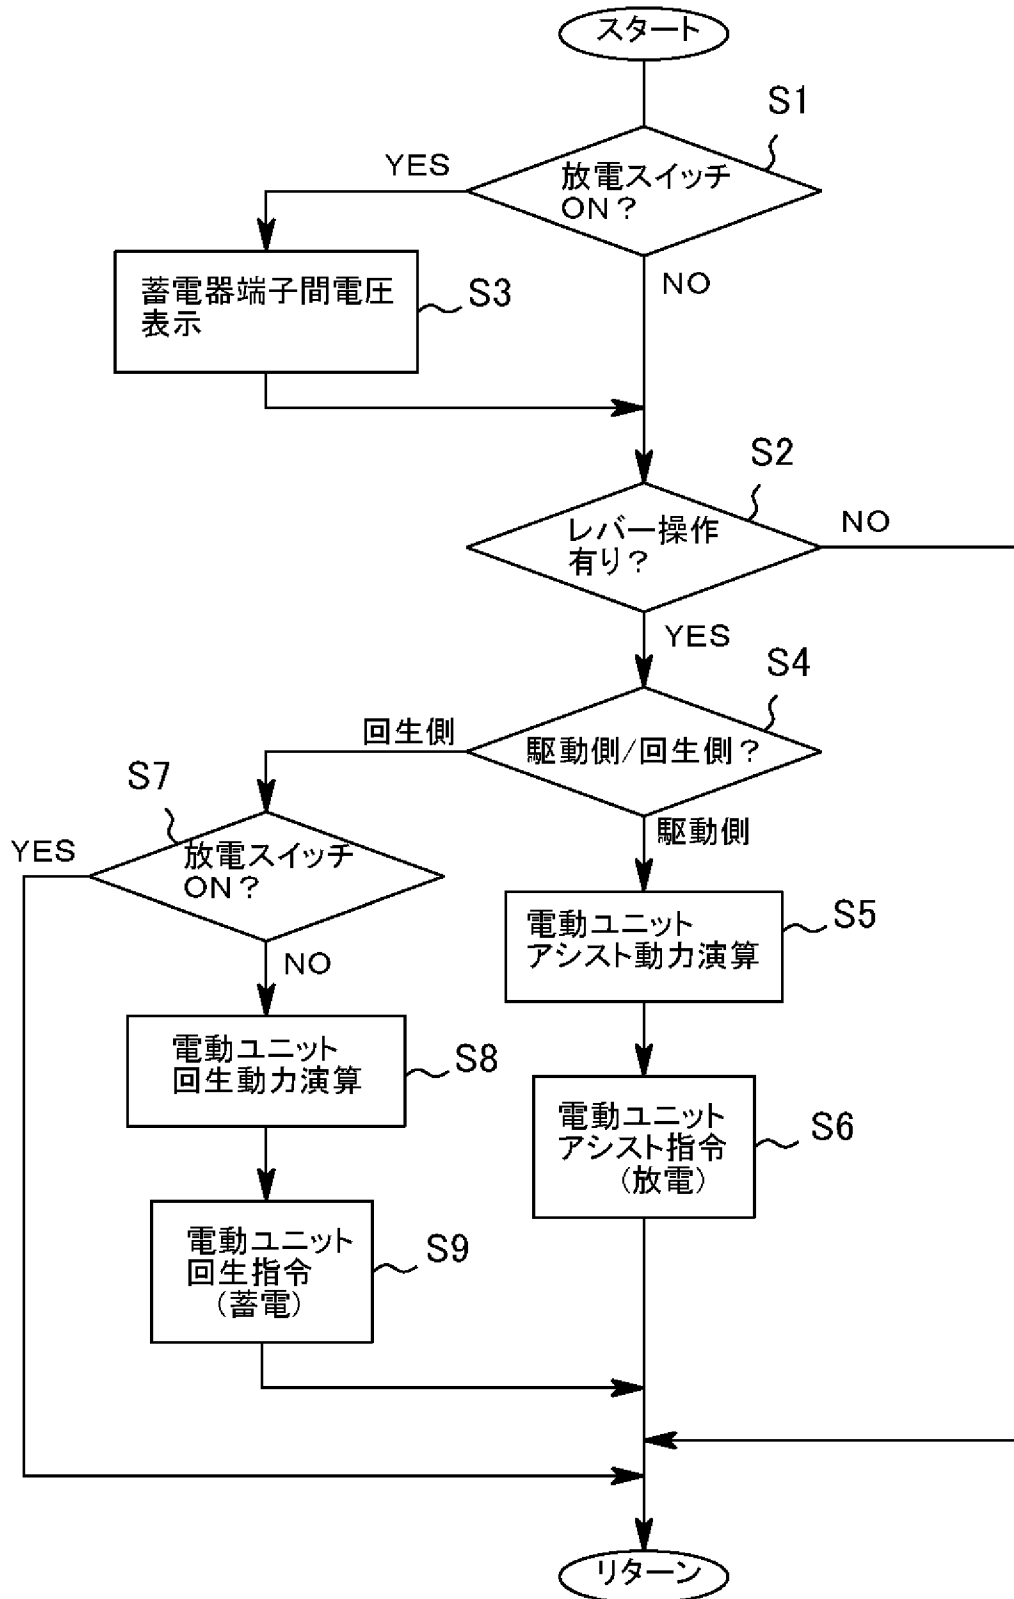 スタート
S1
YES
放電スイッチ
ON？
NO
蓄電器端子間電圧
表示
S3
S2
レバー操作
有り？
NO
YES
S4
回生側
駆動側/回生側？
S7
駆動側
YES
放電スイッチ
ON？
NO
電動ユニット
アシスト動力演算
S5
電動ユニット
回生動力演算
S8
電動ユニット
アシスト指令
（放電）
S6
電動ユニット
回生指令
（蓄電）
S9
リターン